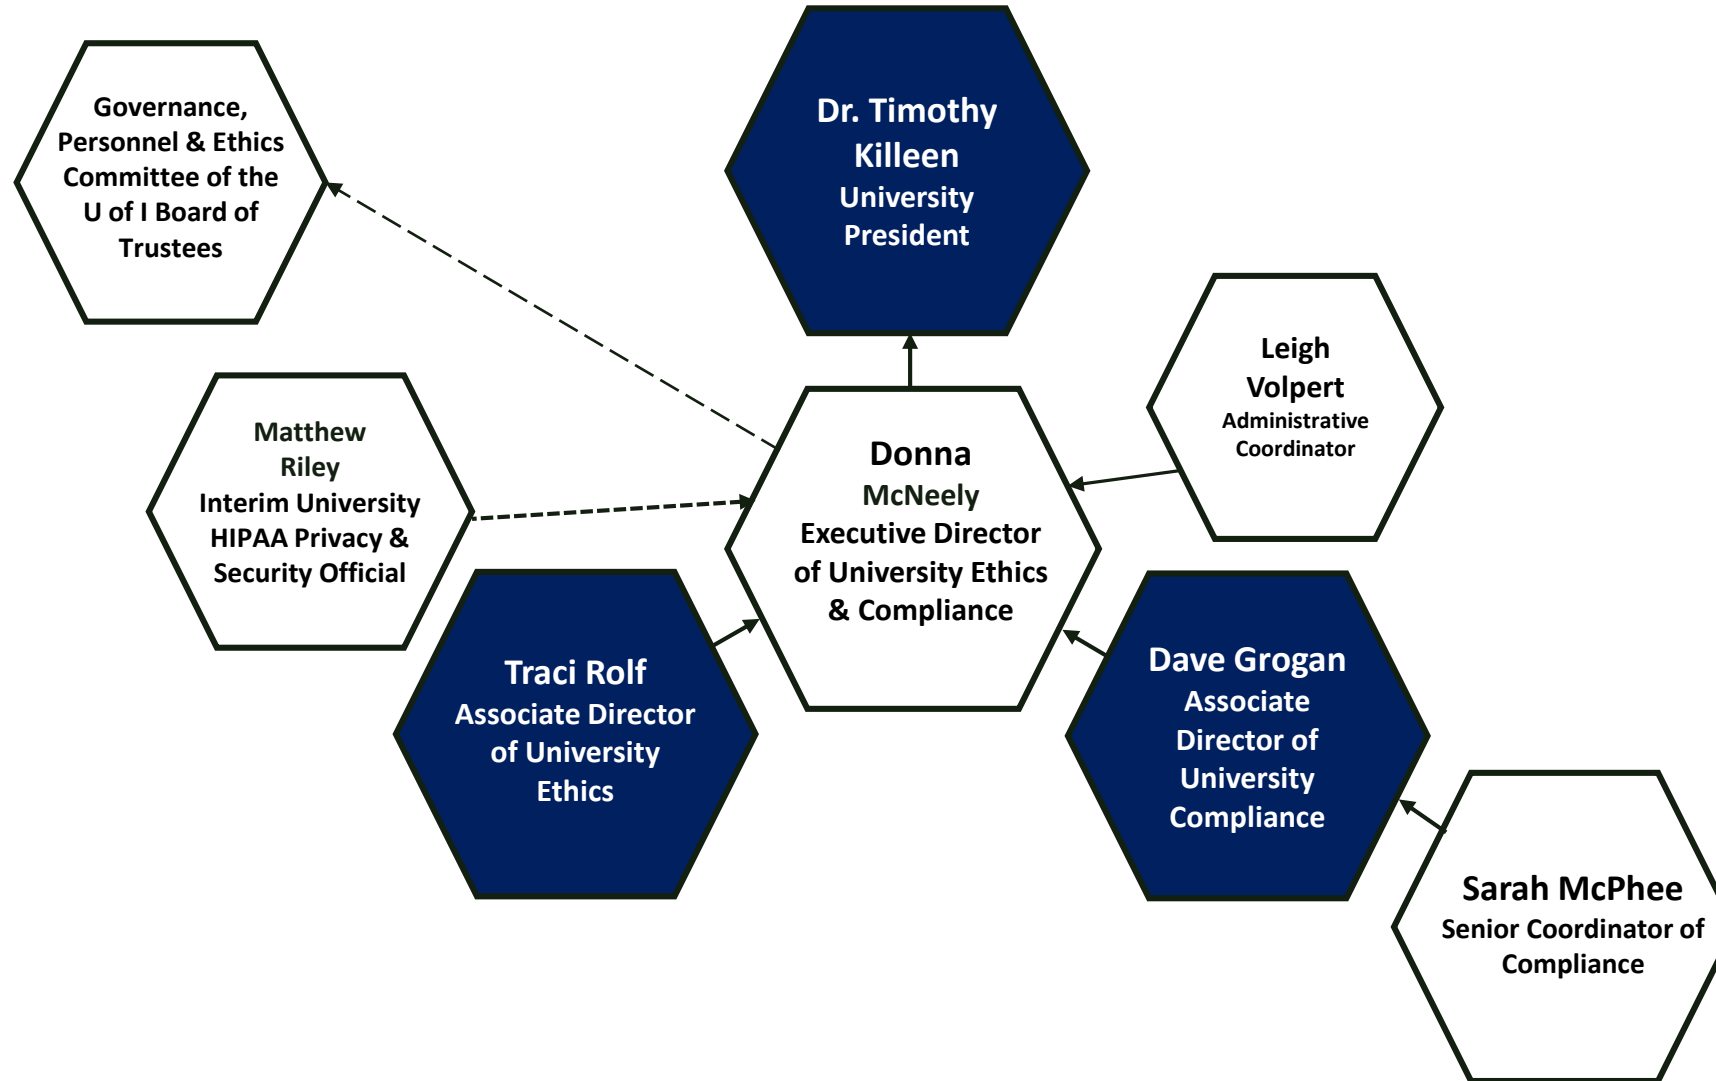 Governance,
Personnel & Ethics
Committee of the
U of I Board of
Trustees
Dr. Timothy
Killeen
University
President
Leigh
Volpert
Administrative
Coordinator
Matthew
Riley
Interim University
HIPAA Privacy &
Security Official
Donna
McNeely
Executive Director
of University Ethics
& Compliance
Traci Rolf
Associate Director
of University
Ethics
Dave Grogan
Associate
Director of
University
Compliance
Sarah McPhee
Senior Coordinator of
Compliance